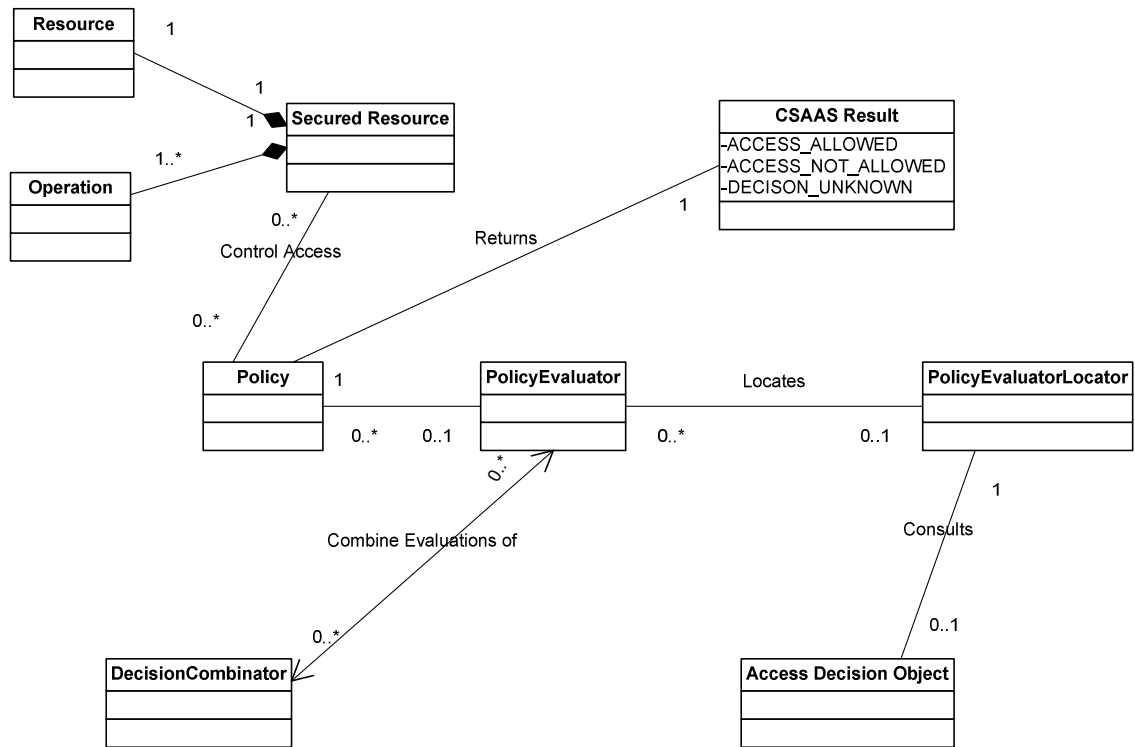 Resource
1
1
1
Secured Resource
CSAAS Result
-ACCESS_ALLOWED
-ACCESS_NOT_ALLOWED
-DECISON_UNKNOWN
1..*
Operation
0..*
1
Returns
Control Access
0..*
Policy
1
PolicyEvaluator
Locates
PolicyEvaluatorLocator
0..*
0..1
0..*
0..1
0..*
1
Consults
Combine Evaluations of
0..*
0..1
DecisionCombinator
Access Decision Object